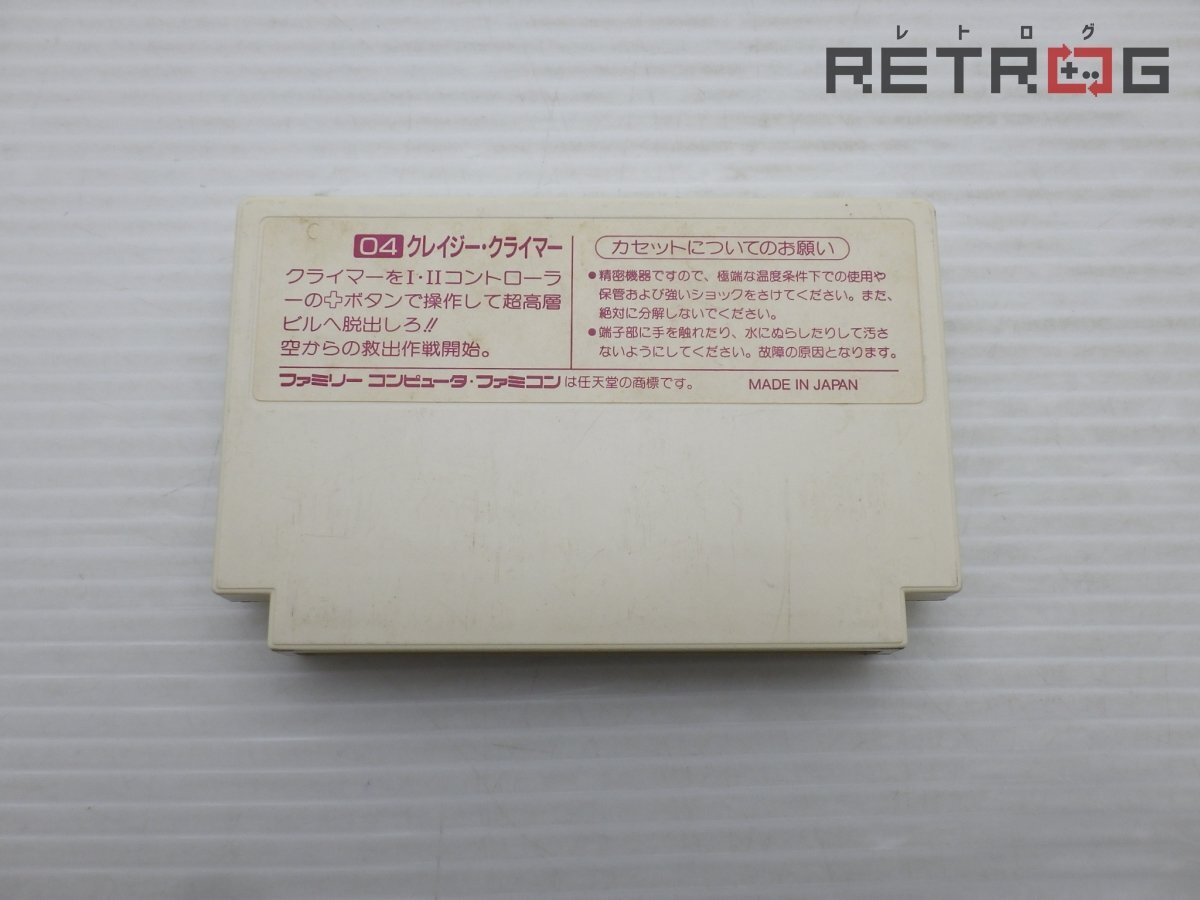 レトログ
RETROG
04 クレイジー・クライマー
クライマーをI・IIコントローラ
ーの✚ボタンで操作して超高層
ビルへ脱出しろ!!
空からの救出作戦開始。
カセットについてのお願い
●精密機器ですので、極端な温度条件下での使用や
保管および強いショックをさけてください。また、
絶対に分解しないでください。
●端子部に手を触れたり、水にぬらしたりして汚さ
ないようにしてください。故障の原因となります。
ファミリー コンピュータ・ファミコンは任天堂の商標です。
MADE IN JAPAN